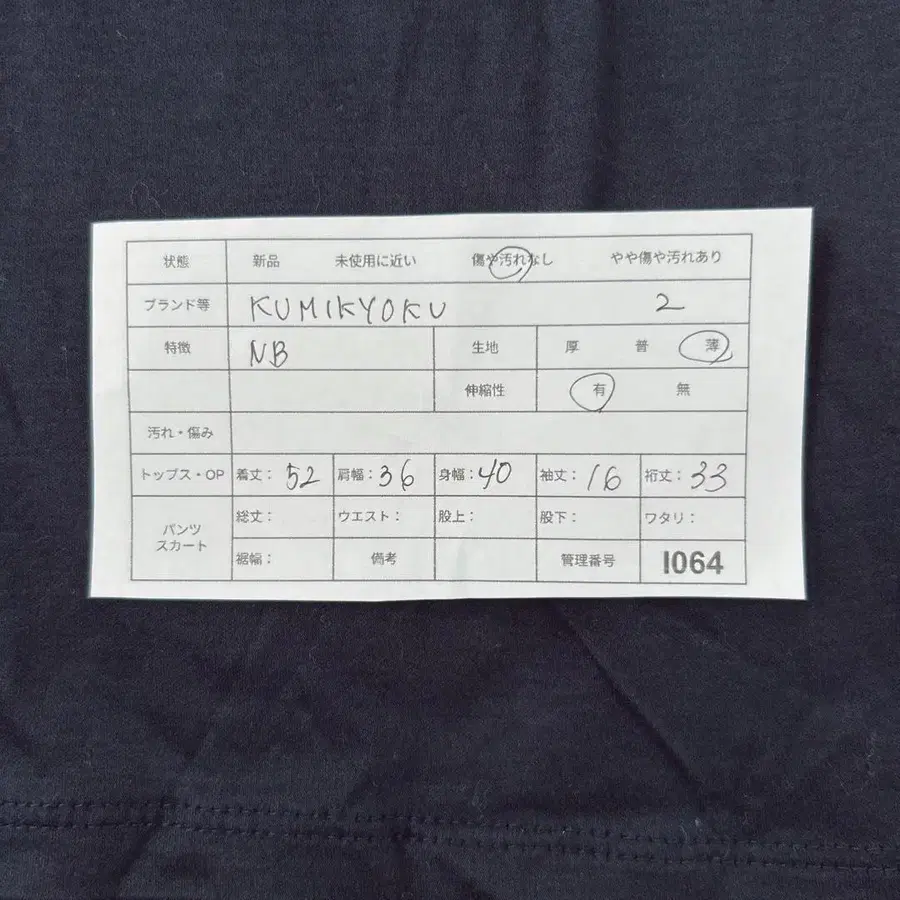 状態 新品 未使用に近い 傷や汚れなし やや傷や汚れあり
ブランド等 KUMIKYOKU 2
特徴 NB 生地 厚 普 薄
伸縮性 有 無
汚れ・傷み
トップス・OP 着丈： 52 肩幅：36 身幅：40 袖丈：16 裄丈：33
パンツ スカート 総丈： ウエスト： 股上： 股下： ワタリ：
裾幅： 備考 管理番号 I064